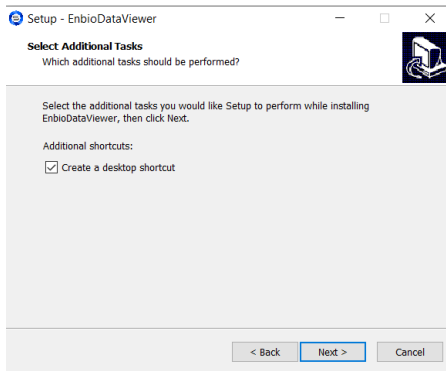 Setup - EnbioDataViewer
Select Additional Tasks
Which additional tasks should be performed?
Select the additional tasks you would like Setup to perform while installing
EnbioDataViewer, then click Next.
Additional shortcuts:
Create a desktop shortcut
< Back
Next >
Cancel